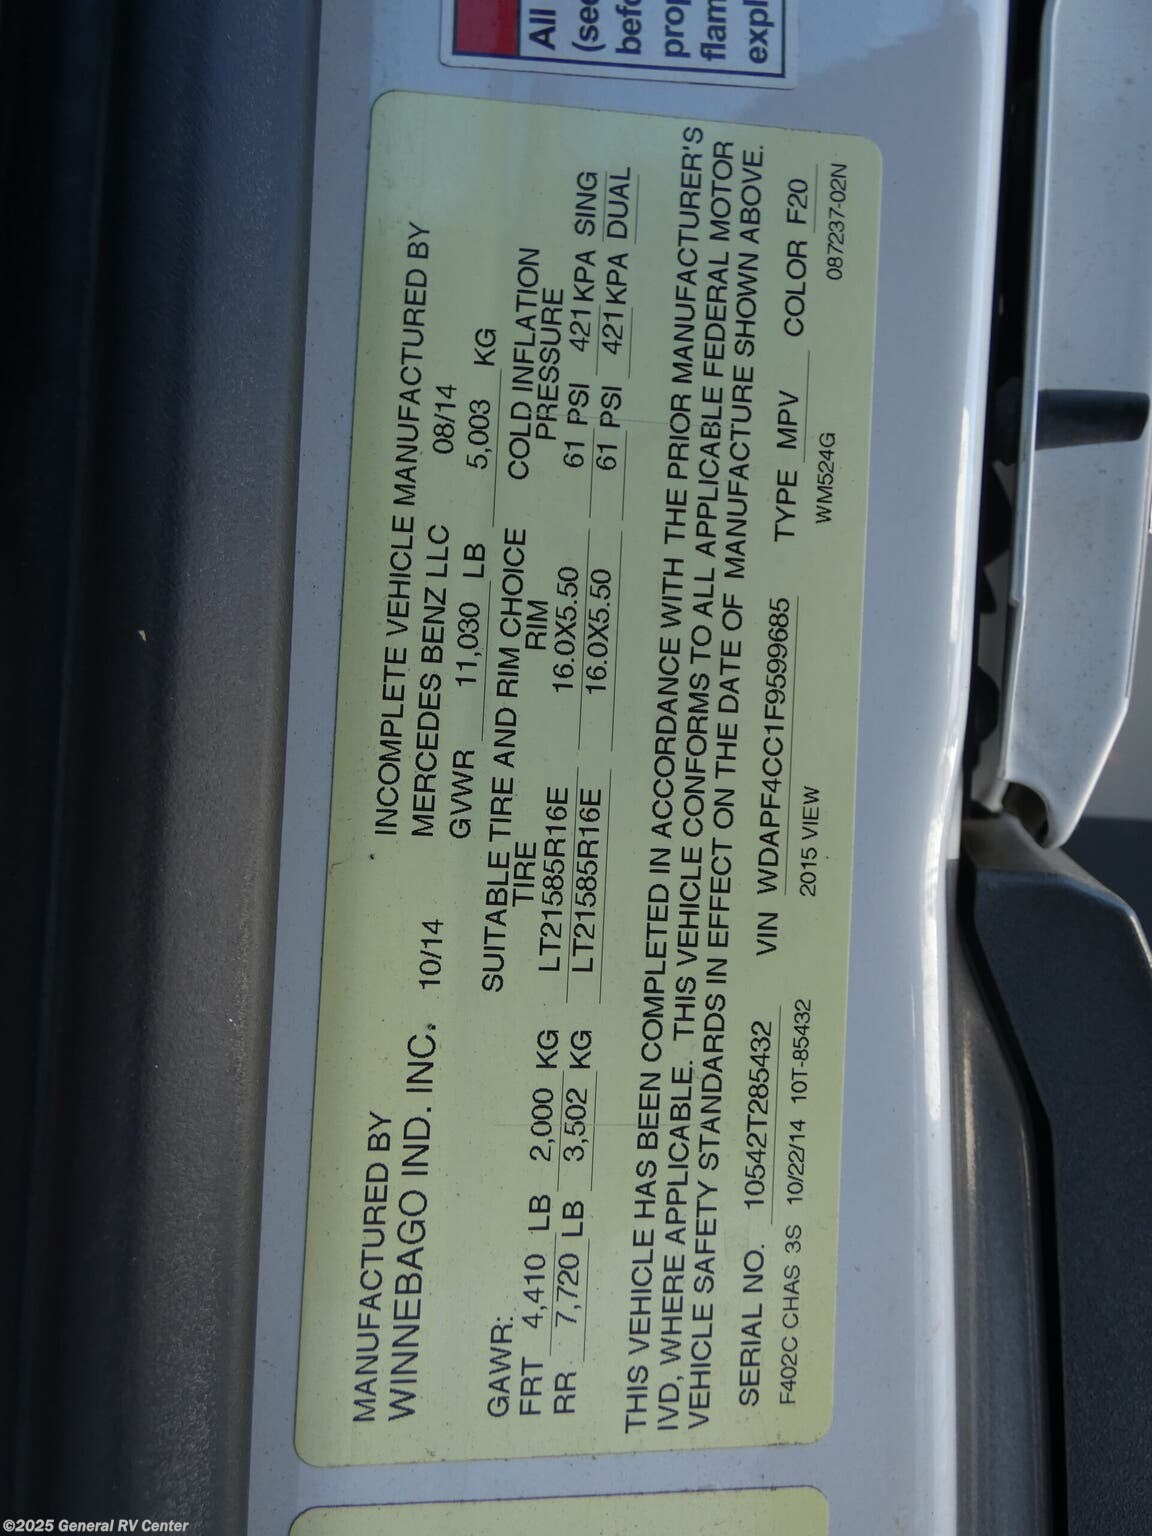 All
(see
before
prop
flam
expl
MANUFACTURED BY
WINNEBAGO IND. INC. 10/14
INCOMPLETE VEHICLE MANUFACTURED BY
MERCEDES BENZ LLC 08/14
GVWR 11,030 LB 5,003 KG
GAWR: SUITABLE TIRE AND RIM CHOICE
TIRE RIM COLD INFLATION PRESSURE
FRT 4,410 LB 2,000 KG LT21585R16E 16.0X5.50 61 PSI 421 KPA SING
RR 7,720 LB 3,502 KG LT21585R16E 16.0X5.50 61 PSI 421 KPA DUAL
THIS VEHICLE HAS BEEN COMPLETED IN ACCORDANCE WITH THE PRIOR MANUFACTURER'S
IVD, WHERE APPLICABLE. THIS VEHICLE CONFORMS TO ALL APPLICABLE FEDERAL MOTOR
VEHICLE SAFETY STANDARDS IN EFFECT ON THE DATE OF MANUFACTURE SHOWN ABOVE.
SERIAL NO. 10542T285432 VIN WDAPF4CC1F9599685 TYPE MPV COLOR F20
F402C CHAS 3S 10/22/14 10T-85432 2015 VIEW WM524G 087237-02N
©2025 General RV Center